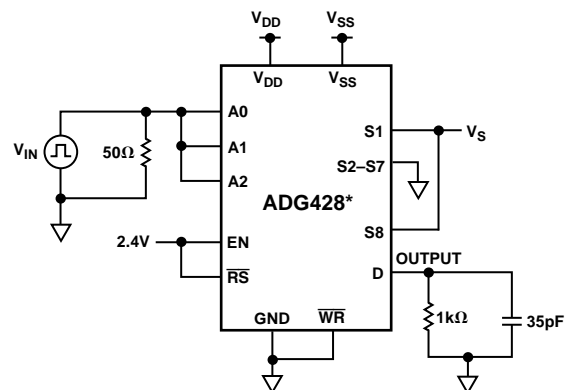 VDD VSS
VDD VSS
A0
S1 VS
VIN 50Ω A1
S2–S7
A2
ADG428*
2.4V EN S8
OUTPUT
RS D
GND WR 1kΩ 35pF